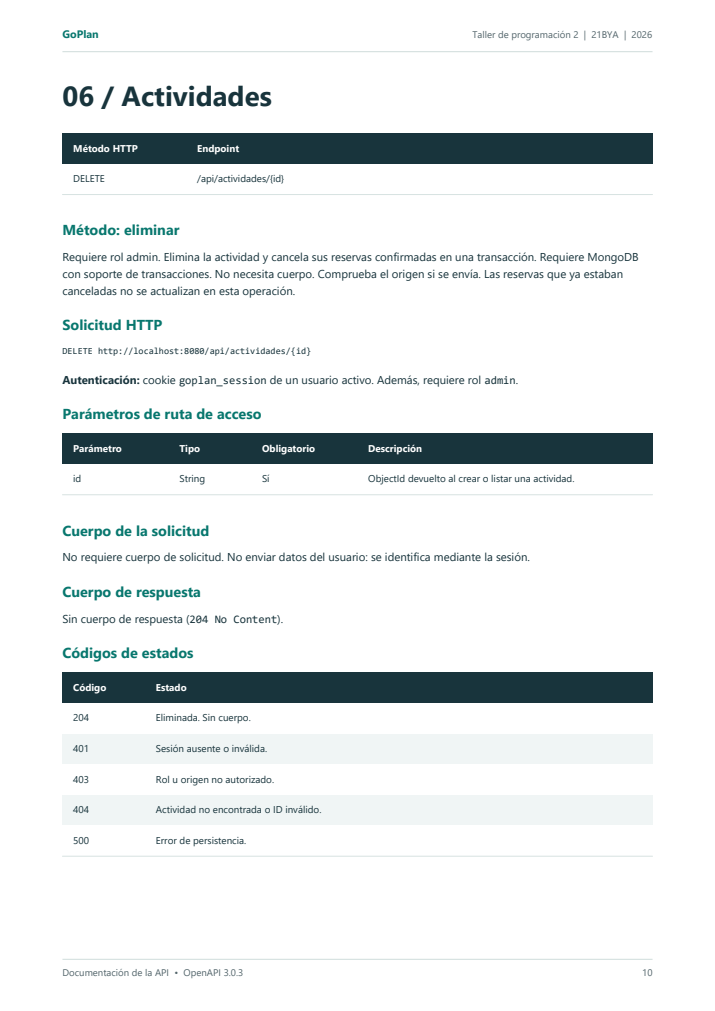 GoPlan
Taller de programación 2 | 21BYA | 2026
06 / Actividades
Método HTTP Endpoint
DELETE /api/actividades/{id}
Método: eliminar
Requiere rol admin. Elimina la actividad y cancela sus reservas confirmadas en una transacción. Requiere MongoDB
con soporte de transacciones. No necesita cuerpo. Comprueba el origen si se envía. Las reservas que ya estaban
canceladas no se actualizan en esta operación.
Solicitud HTTP
DELETE http://localhost:8080/api/actividades/{id}
Autenticación: cookie goplan_session de un usuario activo. Además, requiere rol admin.
Parámetros de ruta de acceso
Parámetro Tipo Obligatorio Descripción
id String Sí ObjectId devuelto al crear o listar una actividad.
Cuerpo de la solicitud
No requiere cuerpo de solicitud. No enviar datos del usuario: se identifica mediante la sesión.
Cuerpo de respuesta
Sin cuerpo de respuesta (204 No Content).
Códigos de estados
Código Estado
204 Eliminada. Sin cuerpo.
401 Sesión ausente o inválida.
403 Rol u origen no autorizado.
404 Actividad no encontrada o ID inválido.
500 Error de persistencia.
Documentación de la API • OpenAPI 3.0.3
10